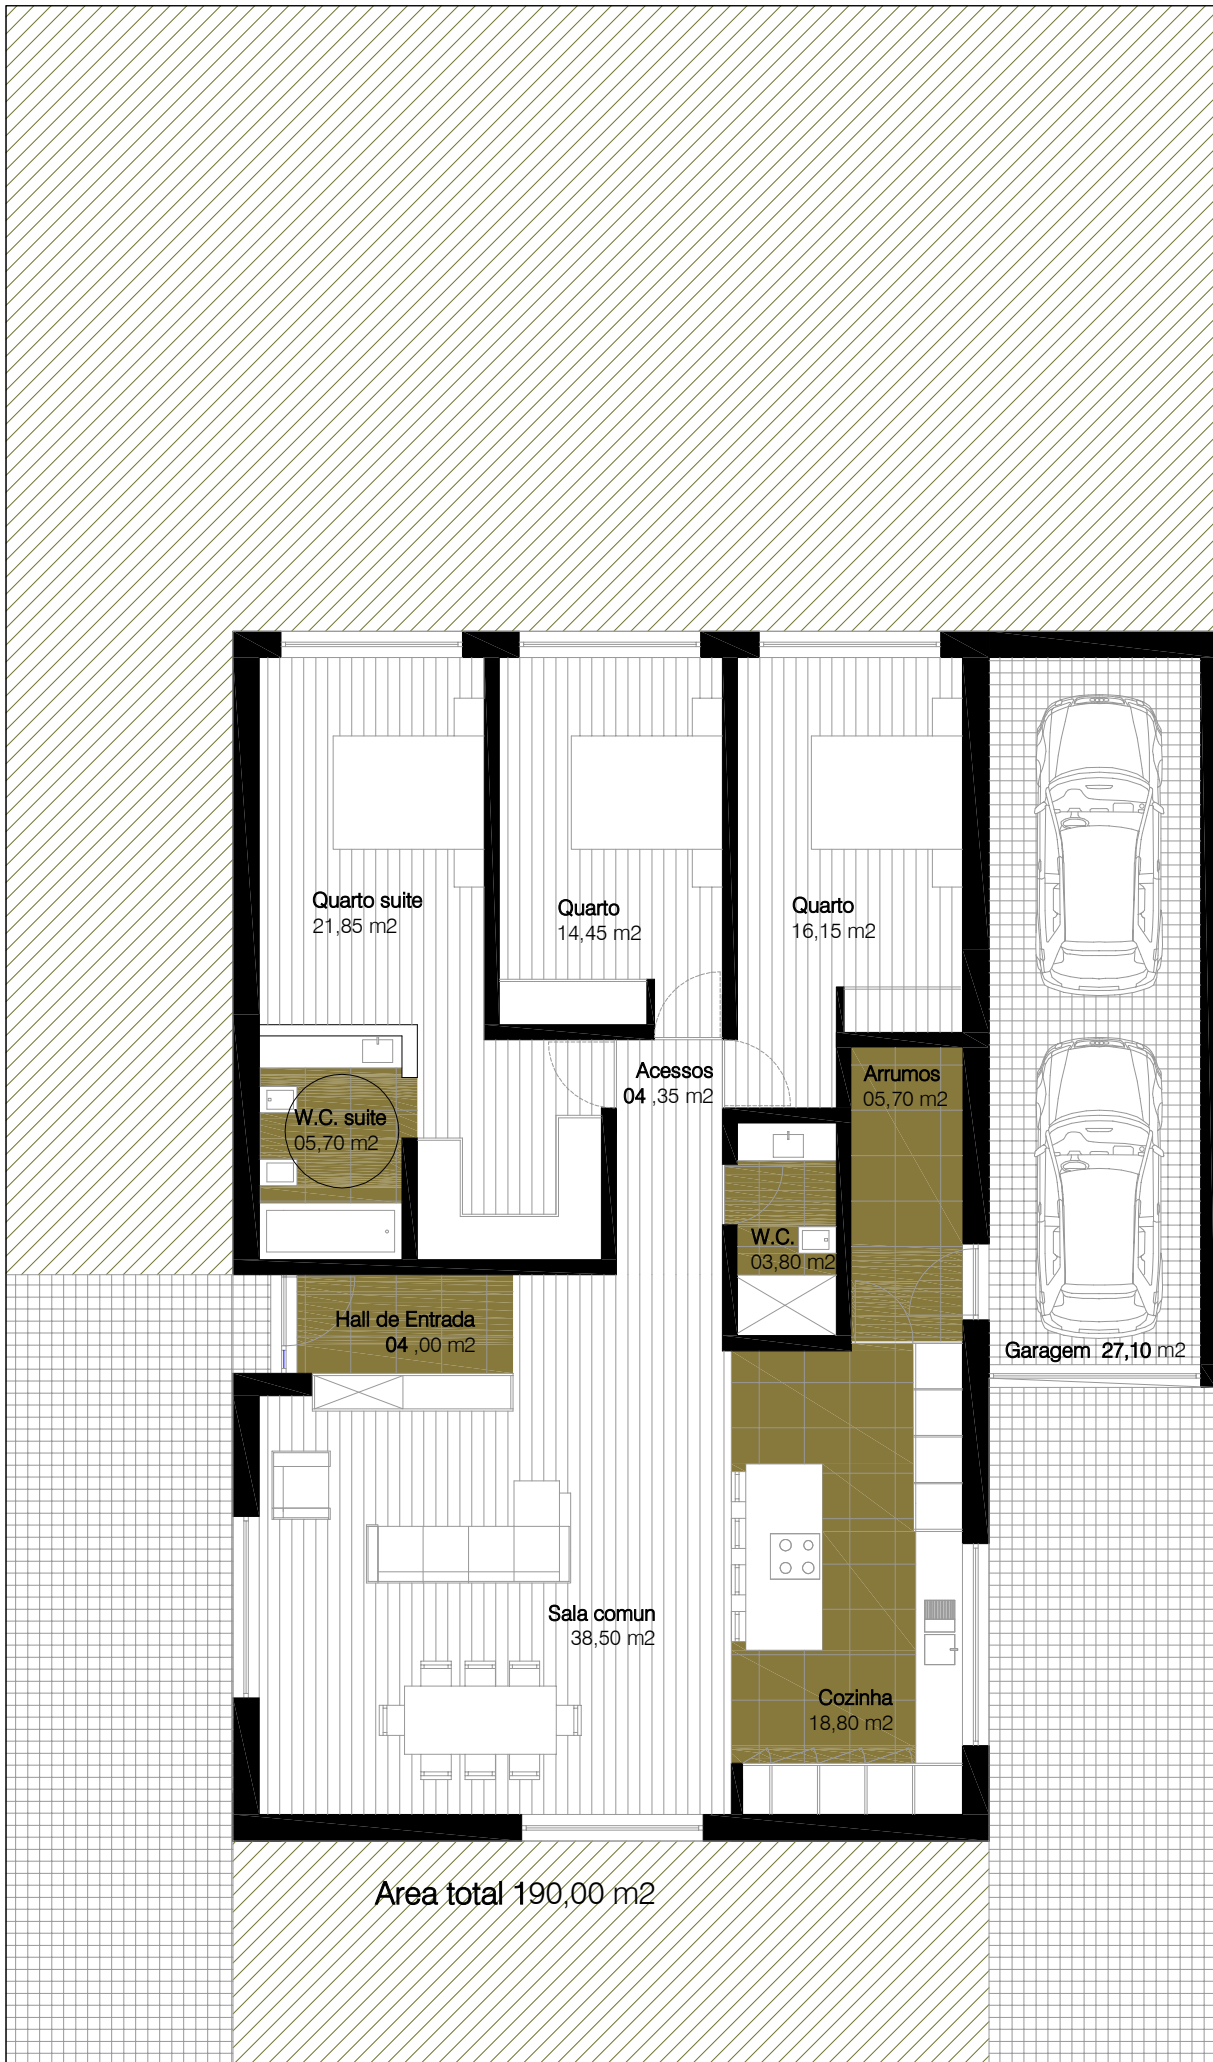 Quarto suite
21,85 m2
Quarto
14,45 m2
Quarto
16,15 m2
Acessos
04 ,35 m2
Arrumos
05,70 m2
W.C. suite
05,70 m2
W.C.
03,80 m2
Hall de Entrada
04 ,00 m2
Garagem 27,10 m2
Sala comun
38,50 m2
Cozinha
18,80 m2
Area total 190,00 m2